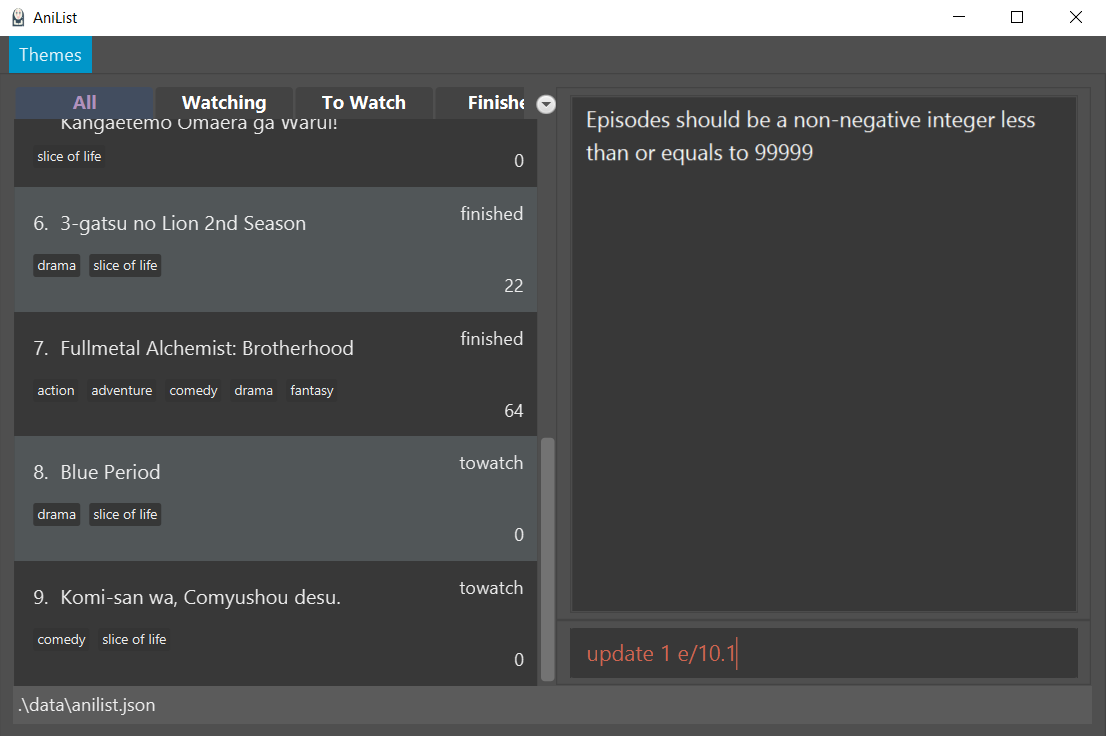 AniList
Themes
All
Watching
To Watch
Finishe
Kangaetemo Omaera ga Warui!
slice of life
0
6. 3-gatsu no Lion 2nd Season
finished
drama
slice of life
22
7. Fullmetal Alchemist: Brotherhood
finished
action
adventure
comedy
drama
fantasy
64
8. Blue Period
towatch
drama
slice of life
0
9. Komi-san wa, Comyushou desu.
towatch
comedy
slice of life
0
Episodes should be a non-negative integer less
than or equals to 99999
update 1 e/10.1
.\data\anilist.json